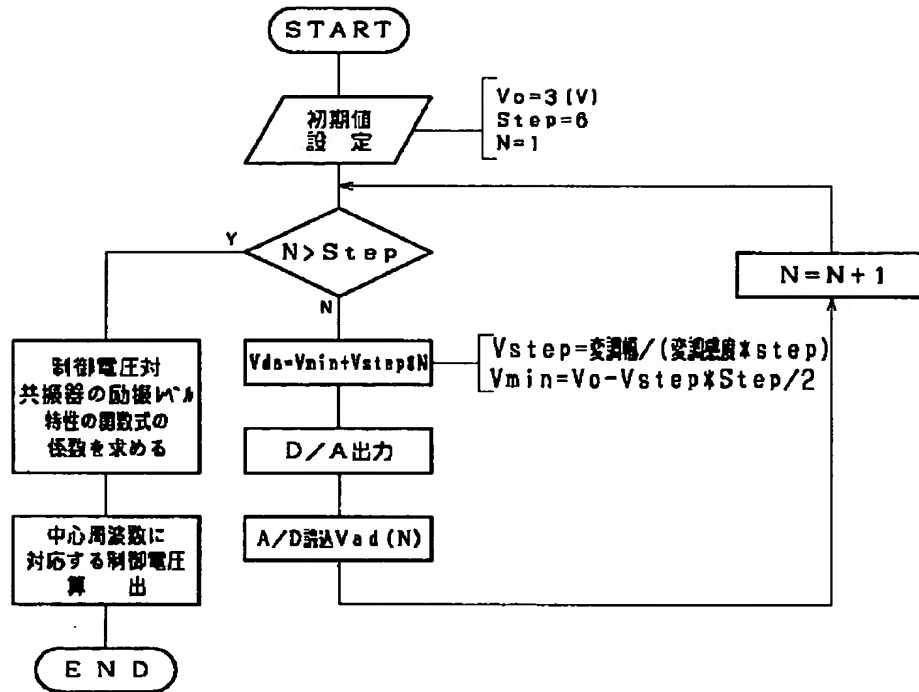 START
初期値
設 定
Vo=3(V)
Step=6
N=1
N>Step
Y
N
N=N+1
Vda=Vmin+Vstep*N
Vstep=変調幅/(変調感度*step)
Vmin=Vo-Vstep*Step/2
D/A出力
A/D読込Vad(N)
制御電圧対
共振器の励振レベル
特性の関数式の
係数を求める
中心周波数に
対応する制御電圧
算 出
END